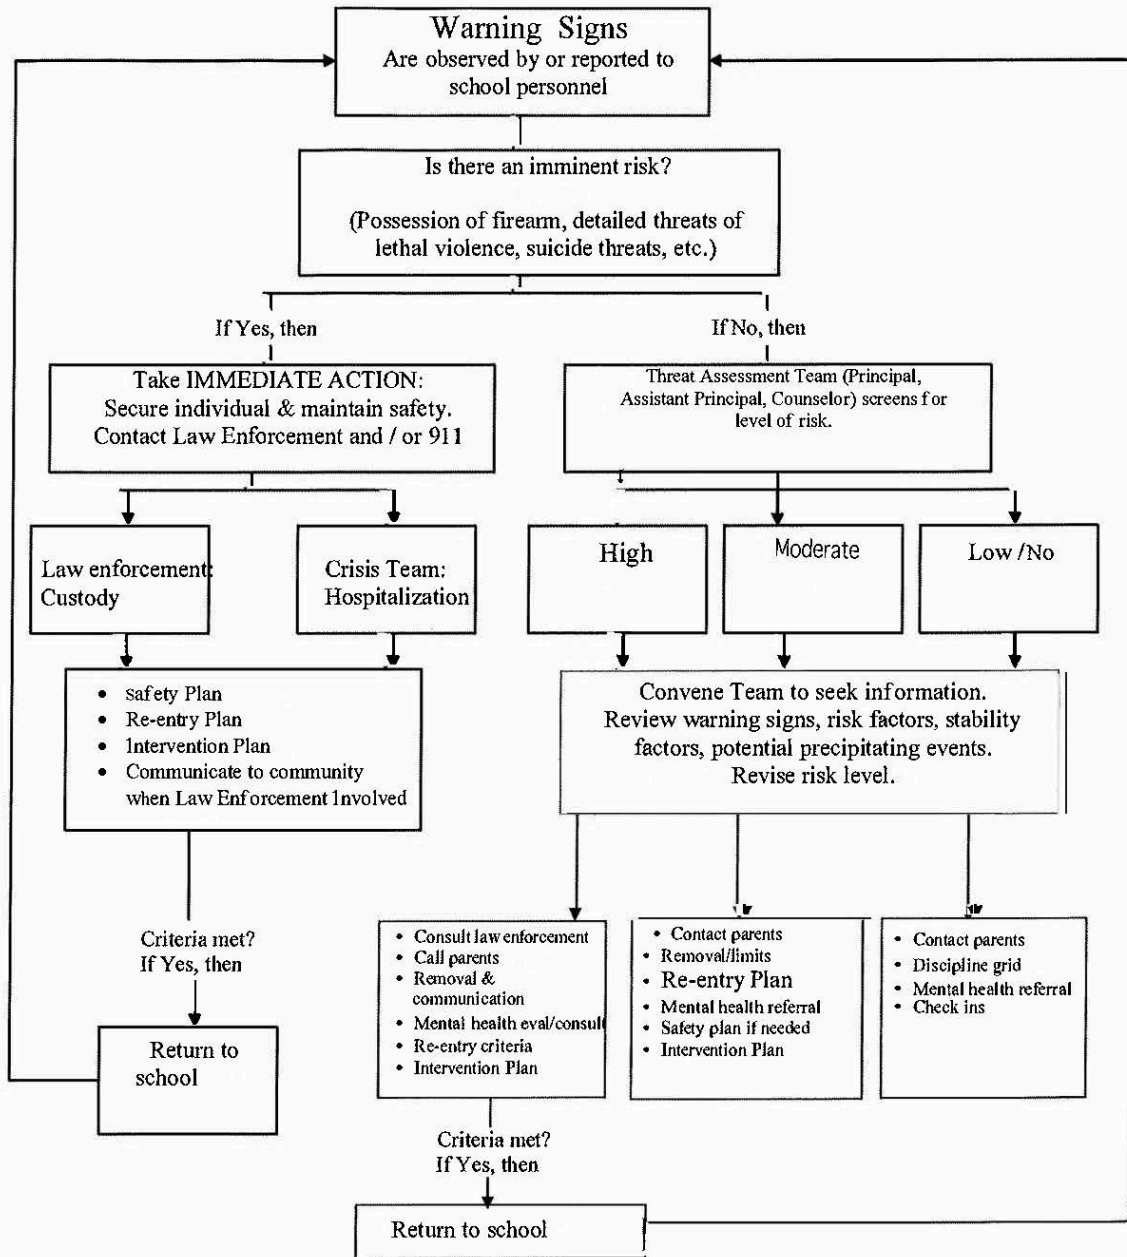 Warning Signs
Are observed by or reported to
school personnel
Is there an imminent risk?
(Possession of firearm, detailed threats of
lethal violence, suicide threats, etc.)
If Yes, then
If No, then
Take IMMEDIATE ACTION:
Secure individual & maintain safety.
Contact Law Enforcement and / or 911
Threat Assessment Team (Principal,
Assistant Principal, Counselor) screens for
level of risk.
Law enforcement:
Custody
Crisis Team:
Hospitalization
High
Moderate
Low /No
• Safety Plan
• Re-entry Plan
• Intervention Plan
• Communicate to community
when Law Enforcement Involved
Convene Team to seek information.
Review warning signs, risk factors, stability
factors, potential precipitating events.
Revise risk level.
Criteria met?
If Yes, then
Return to
school
• Consult law enforcement
• Call parents
• Removal &
communication
• Mental health eval/consult
• Re-entry criteria
• Intervention Plan
• Contact parents
• Removal/limits
• Re-entry Plan
• Mental health referral
• Safety plan if needed
• Intervention Plan
• Contact parents
• Discipline grid
• Mental health referral
• Check ins
Criteria met?
If Yes, then
Return to school